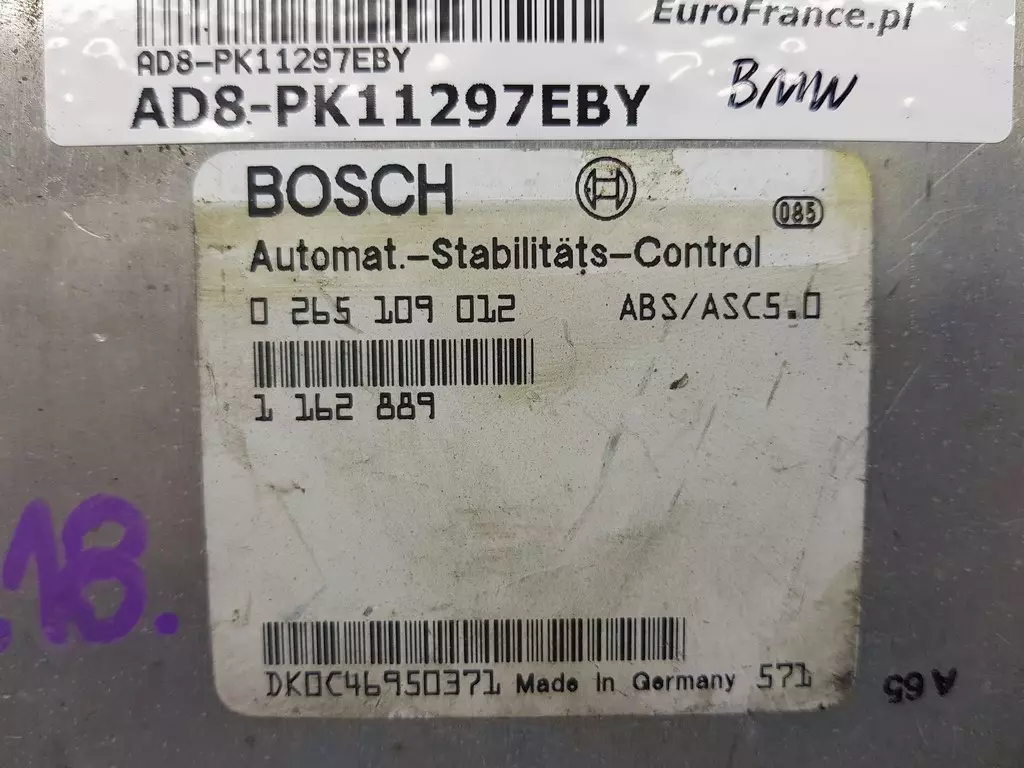 EuroFrance.pl
AD8-PK11297EBY
AD8-PK11297EBY
BMW
BOSCH
085
Automat.-Stabilitäts-Control
0 265 109 012 ABS/ASC5.0
1 162 889
.18.
DK0C46950371 Made in Germany 571
A 65